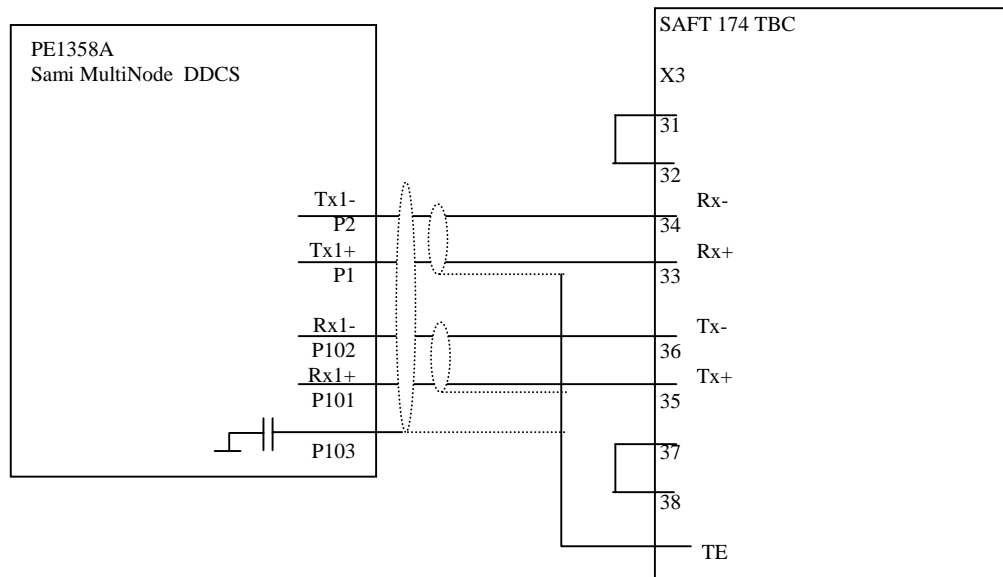 PE1358A
Sami MultiNode  DDCS
Tx1-
P2
Tx1+
P1
Rx1-
P102
Rx1+
P101
P103
SAFT 174 TBC
X3
31
32
Rx-
34
Rx+
33
Tx-
36
Tx+
35
37
38
TE